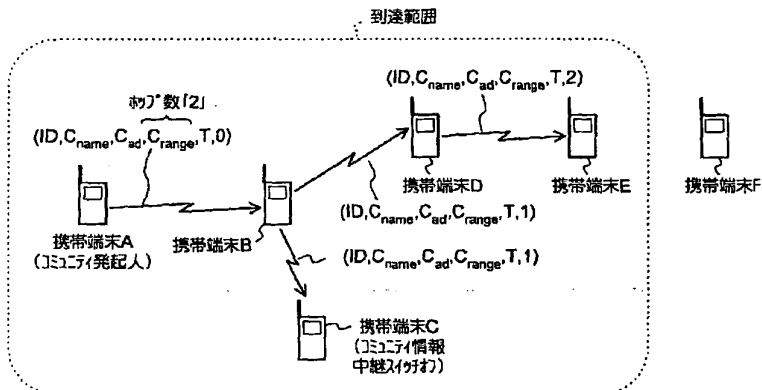 到達範囲
ホップ数「2」
(ID,Cname,Cad,Crange,T,0)
(ID,Cname,Cad,Crange,T,2)
携帯端末A
(コミュニティ発起人)
携帯端末B
携帯端末D
携帯端末E
携帯端末F
(ID,Cname,Cad,Crange,T,1)
(ID,Cname,Cad,Crange,T,1)
携帯端末C
(コミュニティ情報
中継スイッチオフ)